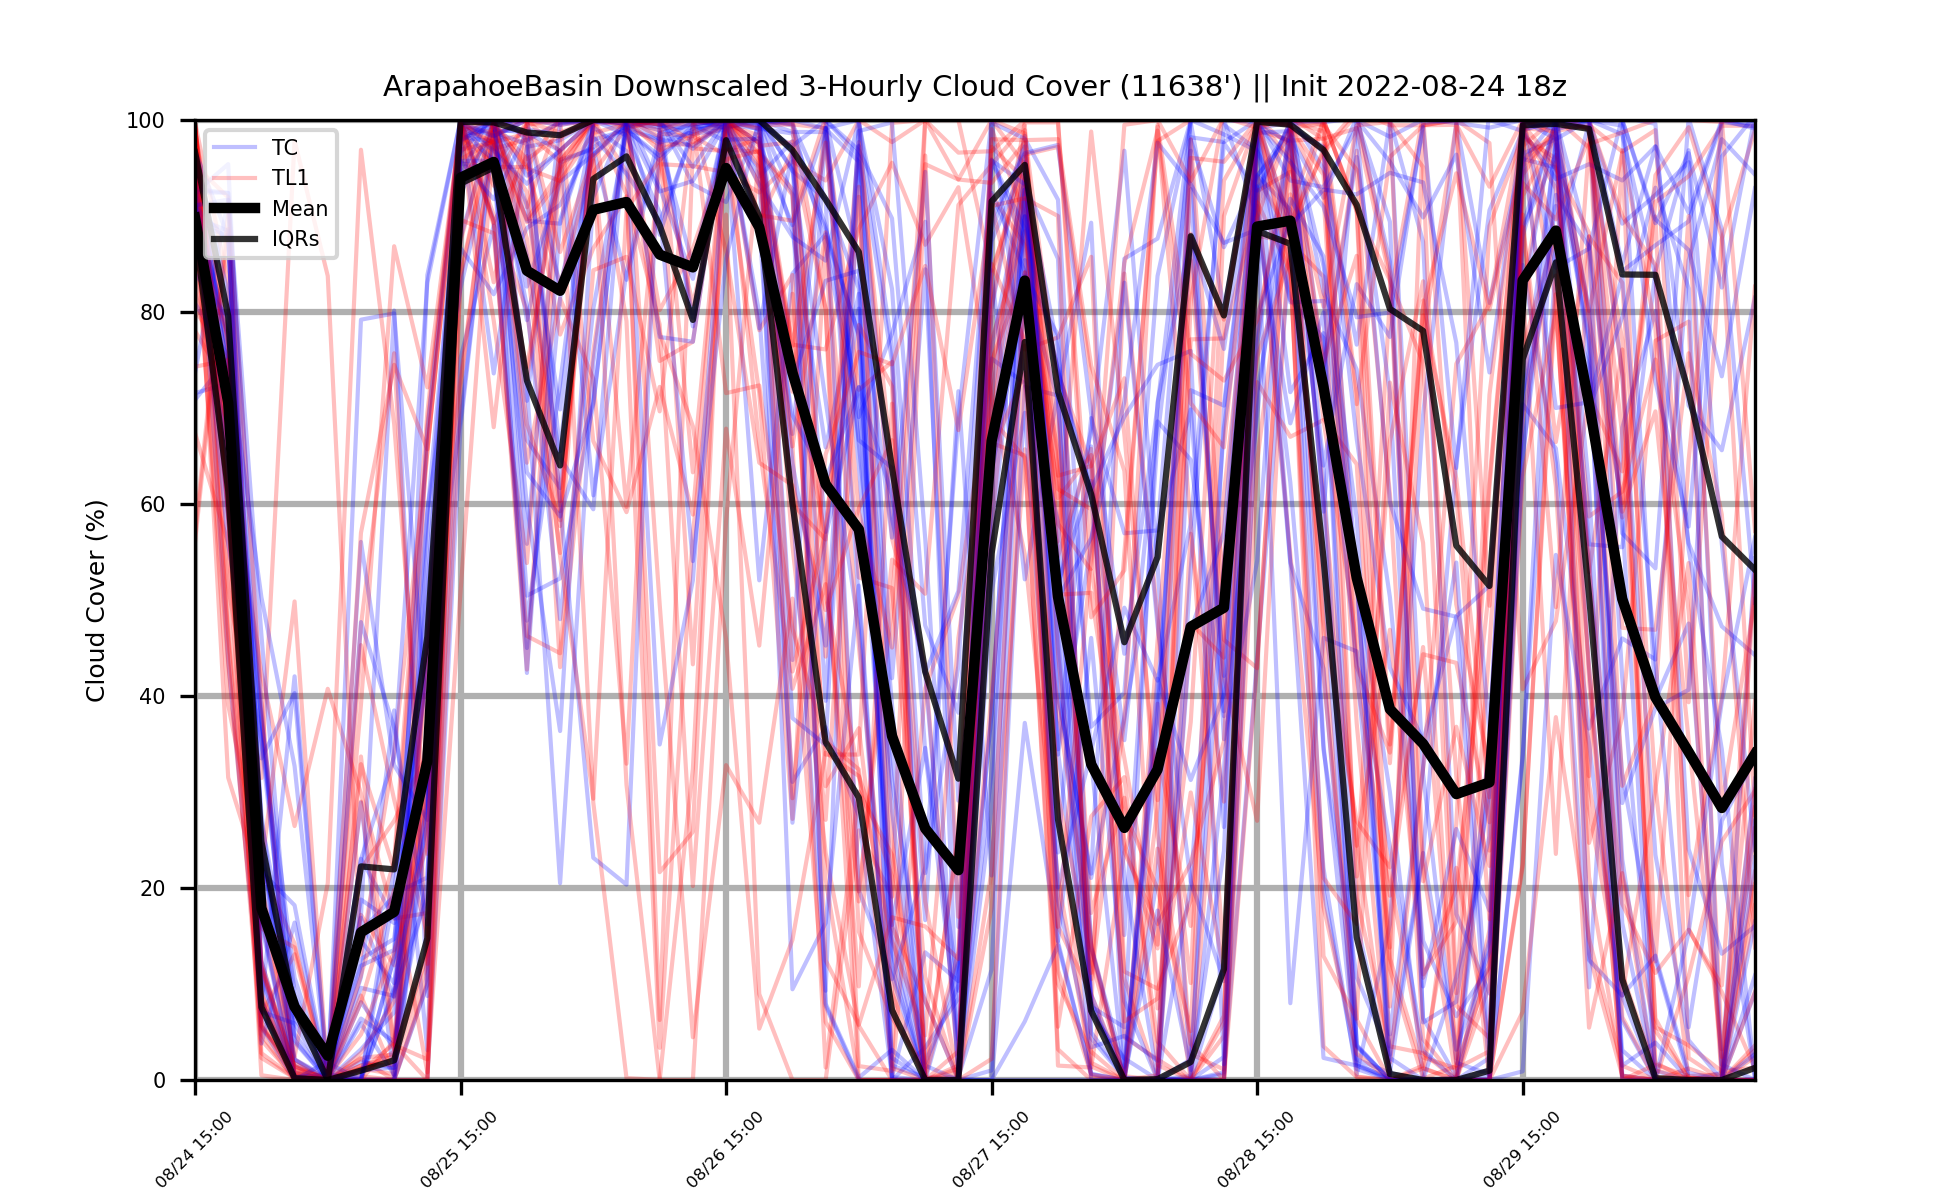 ArapahoeBasin Downscaled 3-Hourly Cloud Cover (11638') || Init 2022-08-24 18z
100
80
60
40
20
0
Cloud Cover (%)
TC
TL1
Mean
IQRs
08/24 15:00
08/25 15:00
08/26 15:00
08/27 15:00
08/28 15:00
08/29 15:00